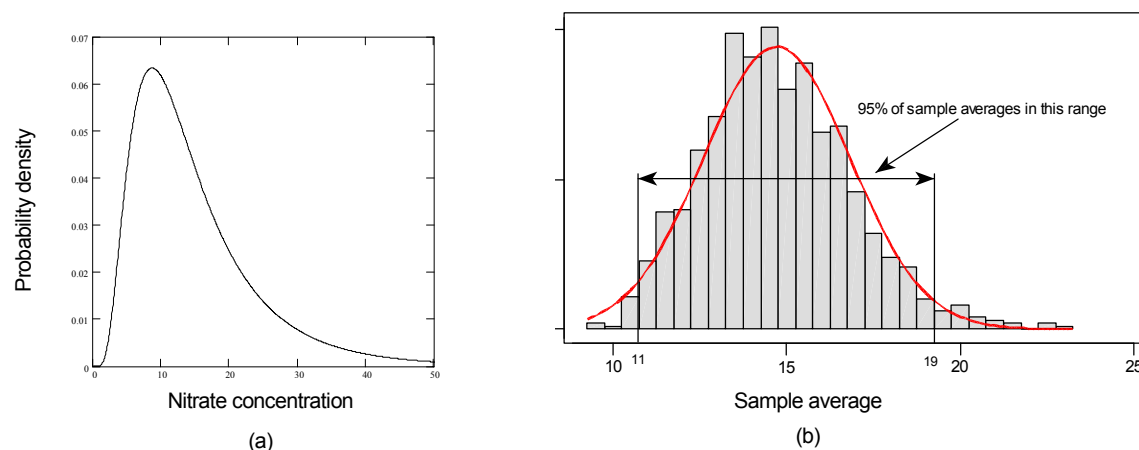 0.07
0.06
0.05
0.04
0.03
0.02
0.01
0
0 10 20 30 40 50
Probability density
Nitrate concentration
(a)
95% of sample averages in this range
10 11 15 19 20 25
Sample average
(b)